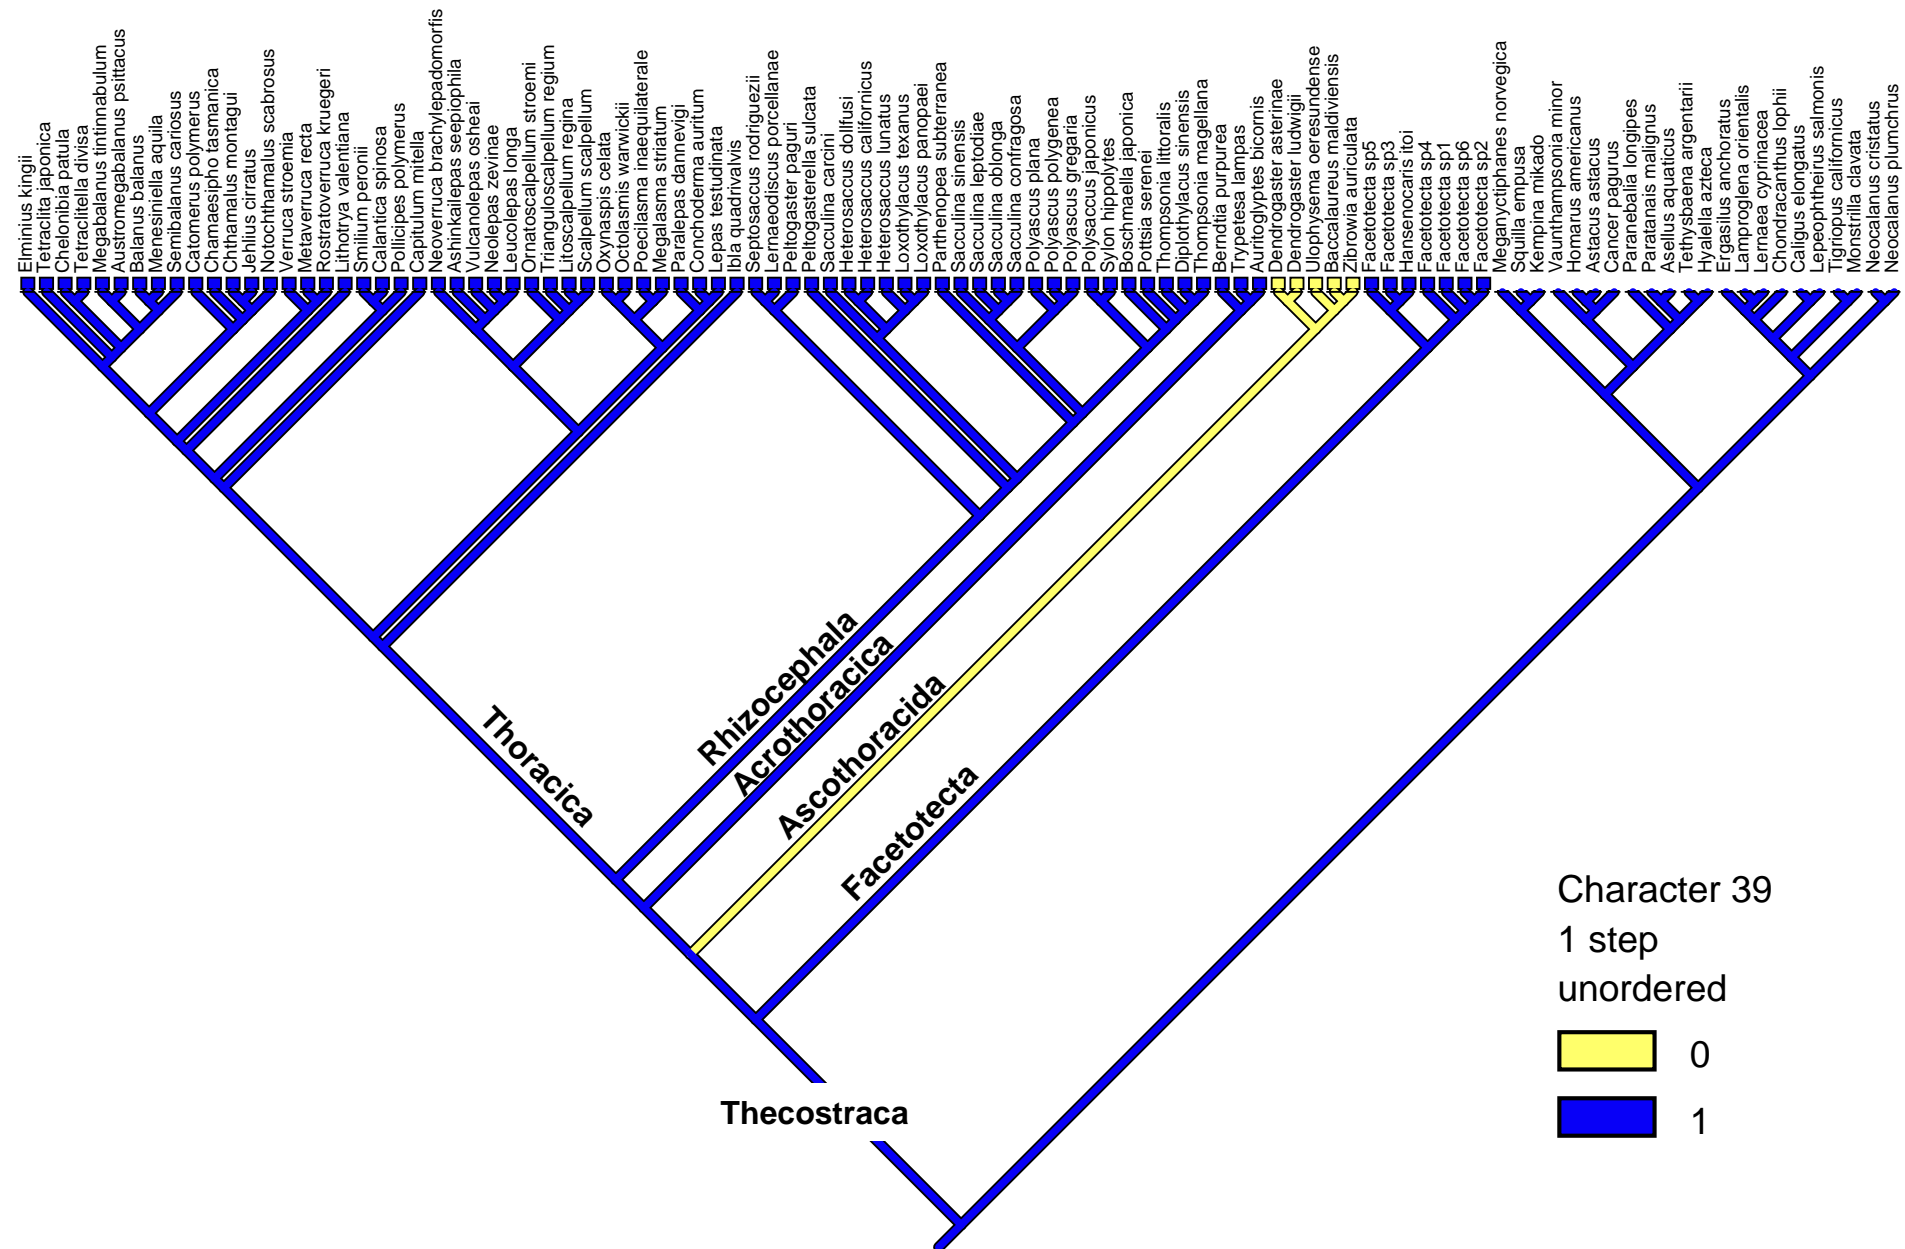 Eminius kingii
Tetraclita japonica
Chelonibia patula
Tetraclitella divisa
Megabalanus tintinnabulum
Austromegabalanus psittacus
Balanus balanus
Menesiniella aquila
Semibalanus cariosus
Catomerus polymerus
Chamaesipho tasmanica
Chthamalus montagui
Jehlius cirratus
Notochthamalus scabrosus
Verruca stroemia
Metaverruca recta
Rostratoverruca kruegeri
Lithotrya valentiana
Smilium peronii
Calantica spinosa
Pollicipes polymerus
Capitulum mitella
Neoverruca brachylepadomorfis
Ashinkailepas seepiophila
Vulcanolepas osheai
Neolepas zevinae
Leucolepas longa
Ornatoscalpellum stroemi
Trianguloscalpellum regium
Litoscalpellum regina
Scalpellum scalpellum
Oxynaspis celata
Octolasmis warwickii
Poecilasma inaequilaterale
Megalasma striatum
Paralepas dannevigi
Conchoderma auritum
Lepas testudinata
Ibla quadrivalvis
Septosaccus rodriguezii
Lernaeodiscus porcellanae
Peltogaster paguri
Peltogasterella sulcata
Sacculina carcini
Heterosaccus dollfusi
Heterosaccus californicus
Heterosaccus lunatus
Loxothylacus texanus
Loxothylacus panopaei
Parthenopea subterranea
Sacculina sinensis
Sacculina leptodiae
Sacculina oblonga
Sacculina confragosa
Polyascus plana
Polyascus polygenea
Polyascus gregaria
Polysaccus japonicus
Sylon hippolytes
Boschmaella japonica
Pottsia serenei
Thompsonia littoralis
Diplothylacus sinensis
Thompsonia magellana
Berndtia purpurea
Trypetesa lampas
Auritoglyptes bicornis
Dendrogaster asterinae
Dendrogaster ludwigii
Ulophysema oeresundense
Baccalaureus maldiviensis
Zibrowia auriculata
Facetotecta sp5
Facetotecta sp3
Hansenocaris itoi
Facetotecta sp4
Facetotecta sp1
Facetotecta sp6
Facetotecta sp2
Meganyctiphanes norvegica
Squilla empusa
Kempina mikado
Vaunthampsonia minor
Homarus americanus
Astacus astacus
Cancer pagurus
Paranebalia longipes
Paratanais malignus
Asellus aquaticus
Tethysbaena argentarii
Hyalella azteca
Ergasilus anchoratus
Lamproglena orientalis
Lernaea cyprinacea
Chondracanthus lophii
Caligus elongatus
Lepeophtheirus salmonis
Tigriopus californicus
Monstrilla clavata
Neocalanus cristatus
Neocalanus plumchrus
Thoracica
Rhizocephala
Acrothoracica
Ascothoracida
Facetotecta
Thecostraca
Character 39
1 step
unordered
0
1